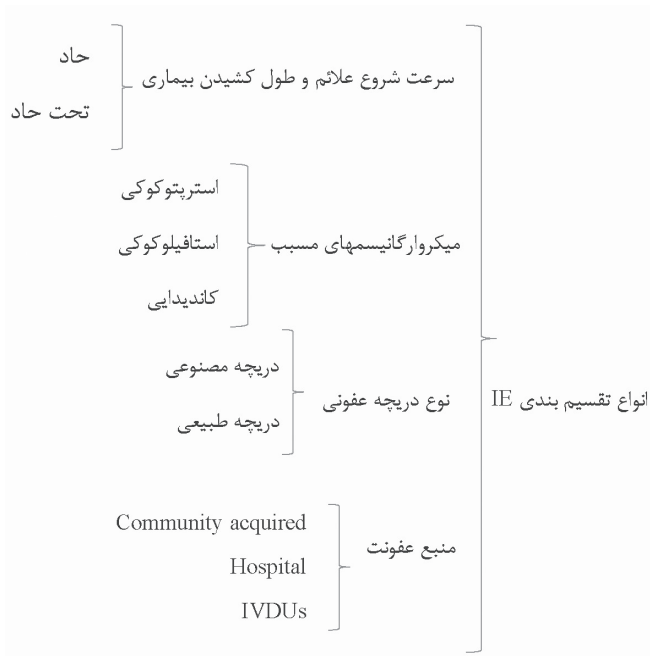 انواع تقسیم بندی IE
سرعت شروع علائم و طول کشیدن بیماری
حاد
تحت حاد
میکروارگانیسمهای مسبب
استرپتوکوکی
استافیلوکوکی
کاندیدایی
نوع دریچه عفونی
دریچه مصنوعی
دریچه طبیعی
منبع عفونت
Community acquired
Hospital
IVDUs